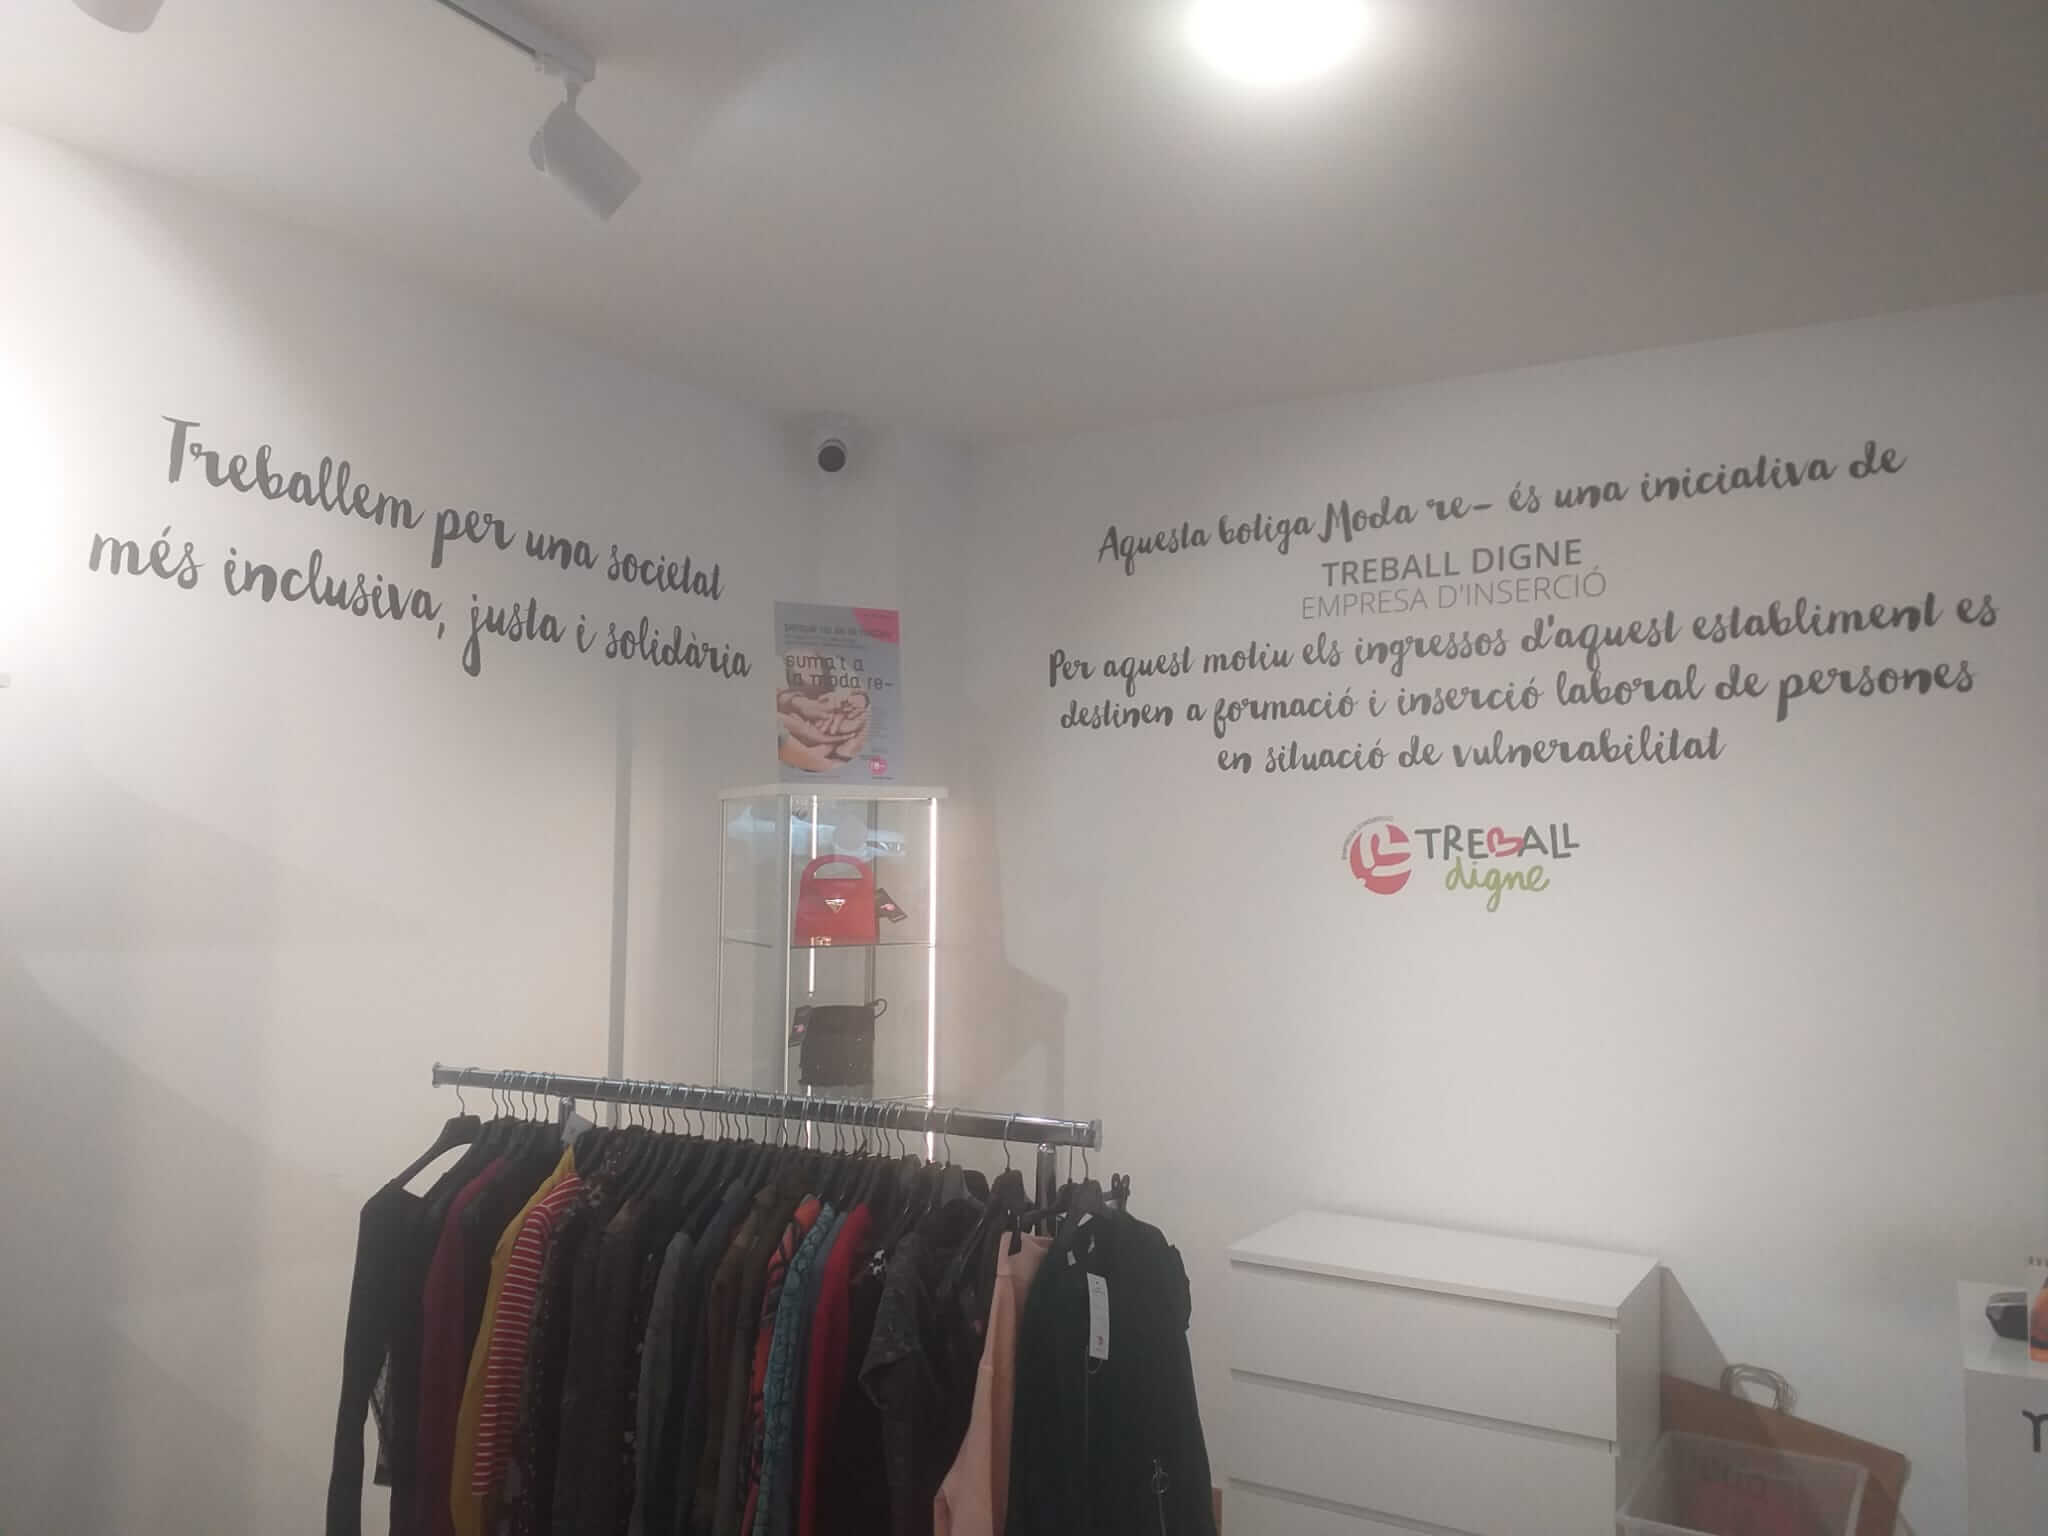 Treballem per una societat
més inclusiva, justa i solidària
suma't a
la moda re-
Aquesta botiga Moda re- és una iniciativa de
TREBALL DIGNE
EMPRESA D'INSERCIÓ
Per aquest motiu els ingressos d'aquest establiment es
destinen a formació i inserció laboral de persones
en situació de vulnerabilitat
TREBALL
digne